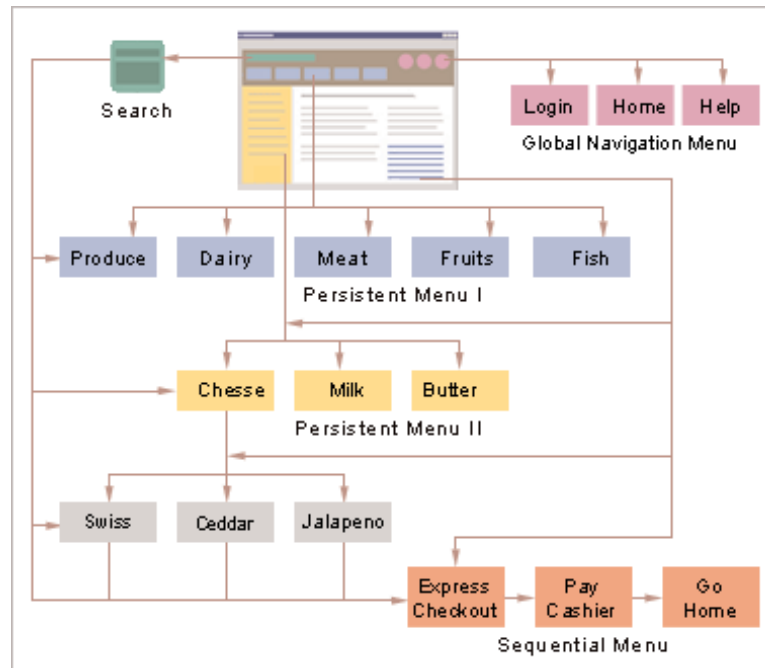 Search
Login
Home
Help
Global Navigation Menu
Produce
Dairy
Meat
Fruits
Fish
Persistent Menu I
Chesse
Milk
Butter
Persistent Menu II
Swiss
Ceddar
Jalapeno
Express
Checkout
Pay
Cashier
Go
Home
Sequential Menu